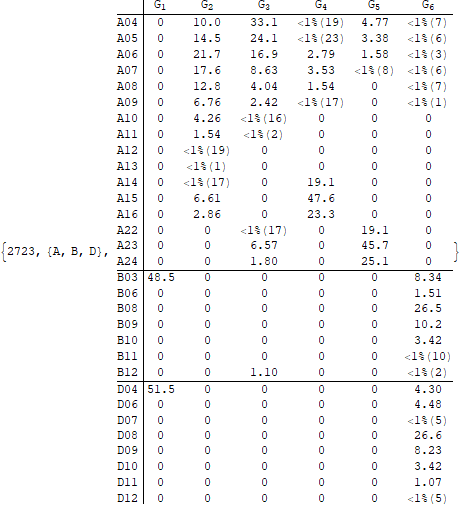 G1 G2 G3 G4 G5 G6
A04 0 10.0 33.1 <1%(19) 4.77 <1%(7)
A05 0 14.5 24.1 <1%(23) 3.38 <1%(6)
A06 0 21.7 16.9 2.79 1.58 <1%(3)
A07 0 17.6 8.63 3.53 <1%(8) <1%(6)
A08 0 12.8 4.04 1.54 0 <1%(7)
A09 0 6.76 2.42 <1%(17) 0 <1%(1)
A10 0 4.26 <1%(16) 0 0 0
A11 0 1.54 <1%(2) 0 0 0
A12 0 <1%(19) 0 0 0 0
A13 0 <1%(1) 0 0 0 0
A14 0 <1%(17) 0 19.1 0 0
A15 0 6.61 0 47.6 0 0
A16 0 2.86 0 23.3 0 0
A22 0 0 <1%(17) 0 19.1 0
{2723, {A, B, D}, A23 0 0 6.57 0 45.7 0 }
A24 0 0 1.80 0 25.1 0
B03 48.5 0 0 0 0 8.34
B06 0 0 0 0 0 1.51
B08 0 0 0 0 0 26.5
B09 0 0 0 0 0 10.2
B10 0 0 0 0 0 3.42
B11 0 0 0 0 0 <1%(10)
B12 0 0 1.10 0 0 <1%(2)
D04 51.5 0 0 0 0 4.30
D06 0 0 0 0 0 4.48
D07 0 0 0 0 0 <1%(5)
D08 0 0 0 0 0 26.6
D09 0 0 0 0 0 8.23
D10 0 0 0 0 0 3.42
D11 0 0 0 0 0 1.07
D12 0 0 0 0 0 <1%(5)